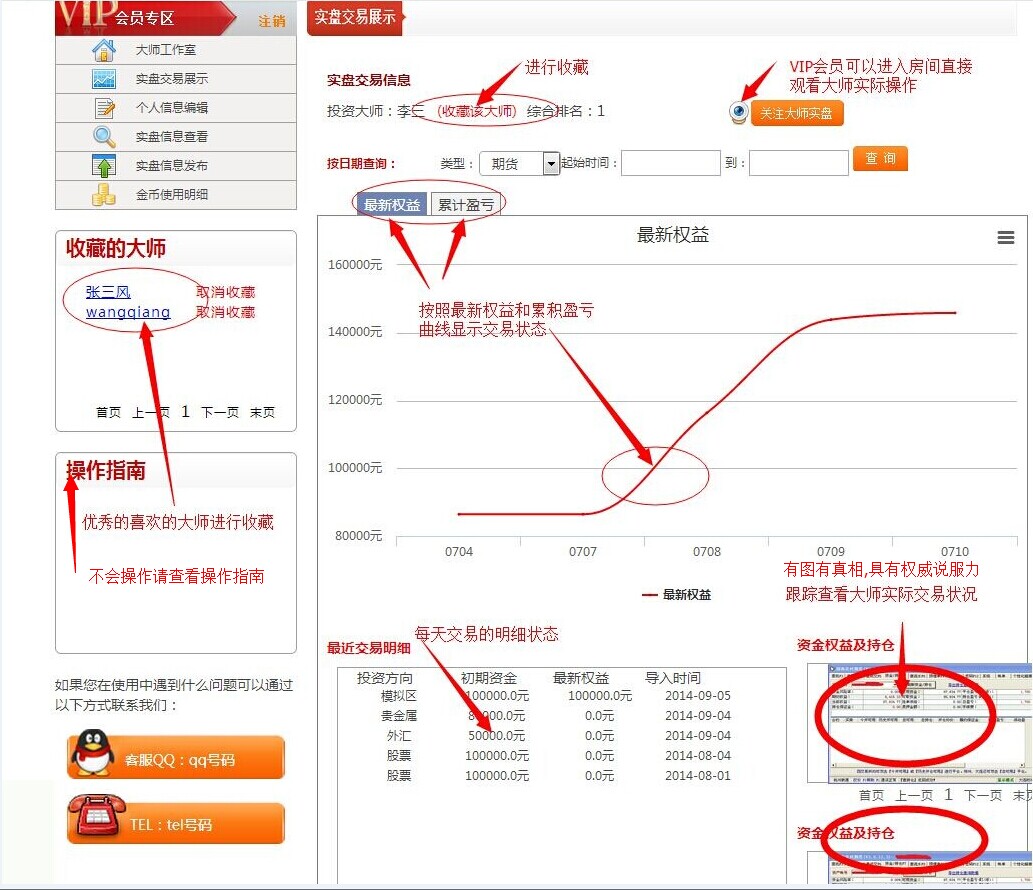 VIP会员专区
注销
大师工作室
实盘交易展示
个人信息编辑
实盘信息查看
实盘信息发布
金币使用明细
收藏的大师
张三风 取消收藏
wangqiang 取消收藏
首页 上一页 1 下一页 末页
操作指南
优秀的喜欢的大师进行收藏
不会操作请查看操作指南
如果您在使用中遇到什么问题可以通过
以下方式联系我们：
客服QQ：qq号码
TEL：tel号码
实盘交易展示
实盘交易信息
进行收藏
投资大师：李三 (收藏该大师) 综合排名：1
VIP会员可以进入房间直接
观看大师实际操作
关注大师实盘
按日期查询： 类型： 期货 起始时间： 到： 查 询
最新权益 累计盈亏
最新权益
160000元
140000元
120000元
100000元
80000元
按照最新权益和累积盈亏
曲线显示交易状态
0704 0707 0708 0709 0710
最新权益
有图有真相,具有权威说服力
跟踪查看大师实际交易状况
每天交易的明细状态
最近交易明细
投资方向 初期资金 最新权益 导入时间
模拟区 100000.0元 100000.0元 2014-09-05
贵金属 80000.0元 0.0元 2014-09-04
外汇 50000.0元 0.0元 2014-09-04
股票 100000.0元 0.0元 2014-08-04
股票 100000.0元 0.0元 2014-08-01
资金权益及持仓
首页 上一页 1 下一页 末页
资金权益及持仓